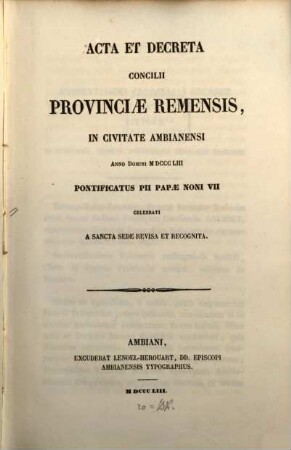 ACTA ET DECRETA
CONCILII
PROVINCIÆ REMENSIS,
IN CIVITATE AMBIANENSI
ANNO DOMINI MDCCCLIII
PONTIFICATUS PII PAPÆ NONI VII
CELEBRATI
A SANCTA SEDE REVISA ET RECOGNITA.
AMBIANI,
EXCUDEBAT LENOEL-HEROUART, DD. EPISCOPI
AMBIANENSIS TYPOGRAPHUS.
M DCCC LIII.